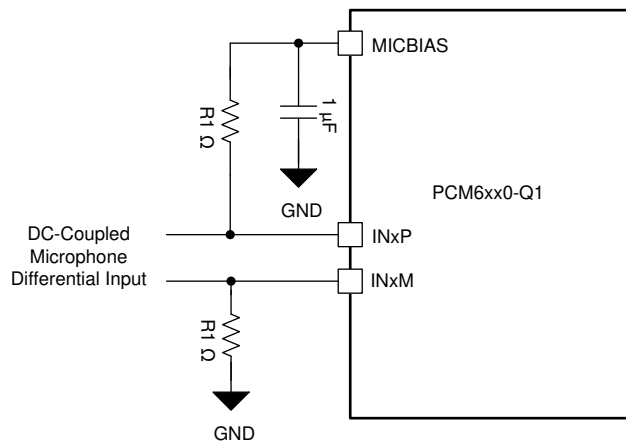 MICBIAS
R1 Ω
1 µF
GND
PCM6xx0-Q1
DC-Coupled
Microphone
Differential Input
INxP
INxM
R1 Ω
GND